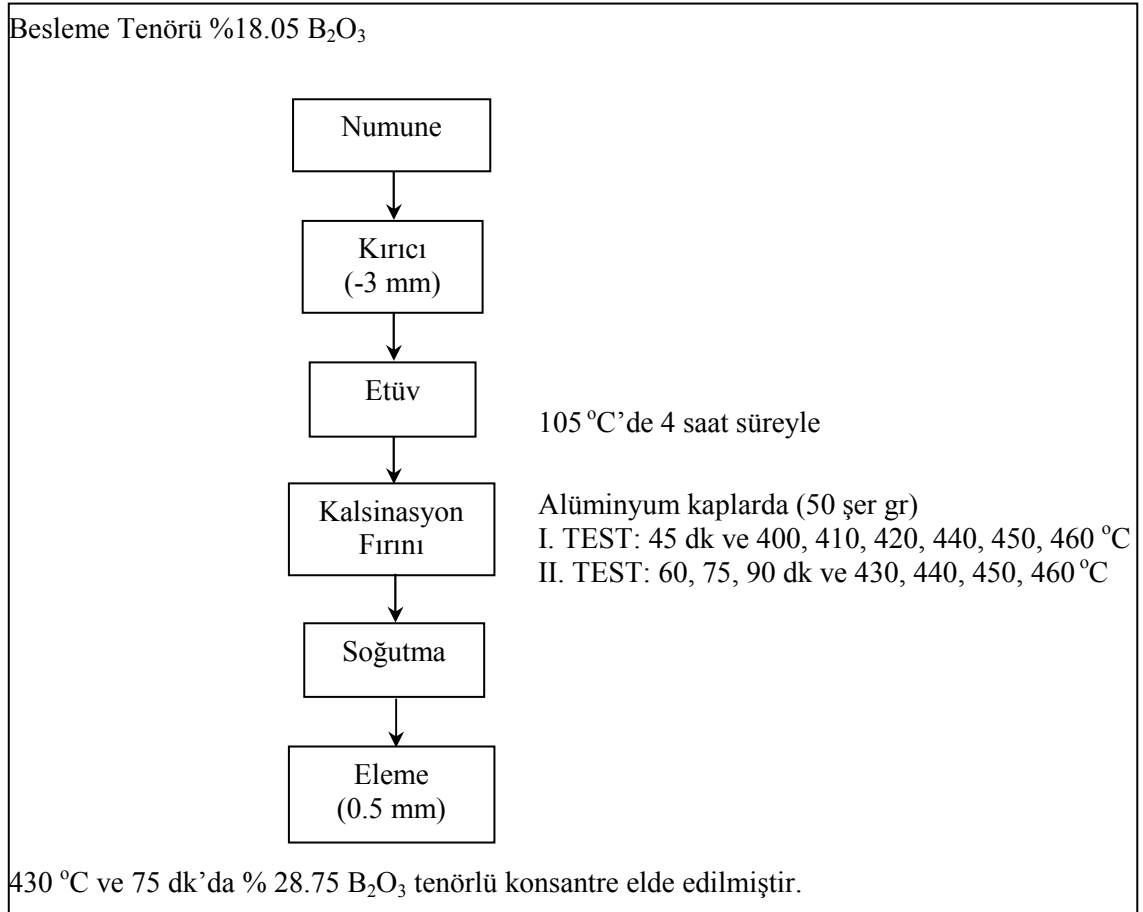 Besleme Tenörü %18.05 B₂O₃
Numune
Kırıcı
(-3 mm)
Etüv
105 °C’de 4 saat süreyle
Kalsinasyon
Fırını
Alüminyum kaplarda (50 şer gr)
I. TEST: 45 dk ve 400, 410, 420, 440, 450, 460 °C
II. TEST: 60, 75, 90 dk ve 430, 440, 450, 460 °C
Soğutma
Eleme
(0.5 mm)
430 °C ve 75 dk’da % 28.75 B₂O₃ tenörlü konsantre elde edilmiştir.